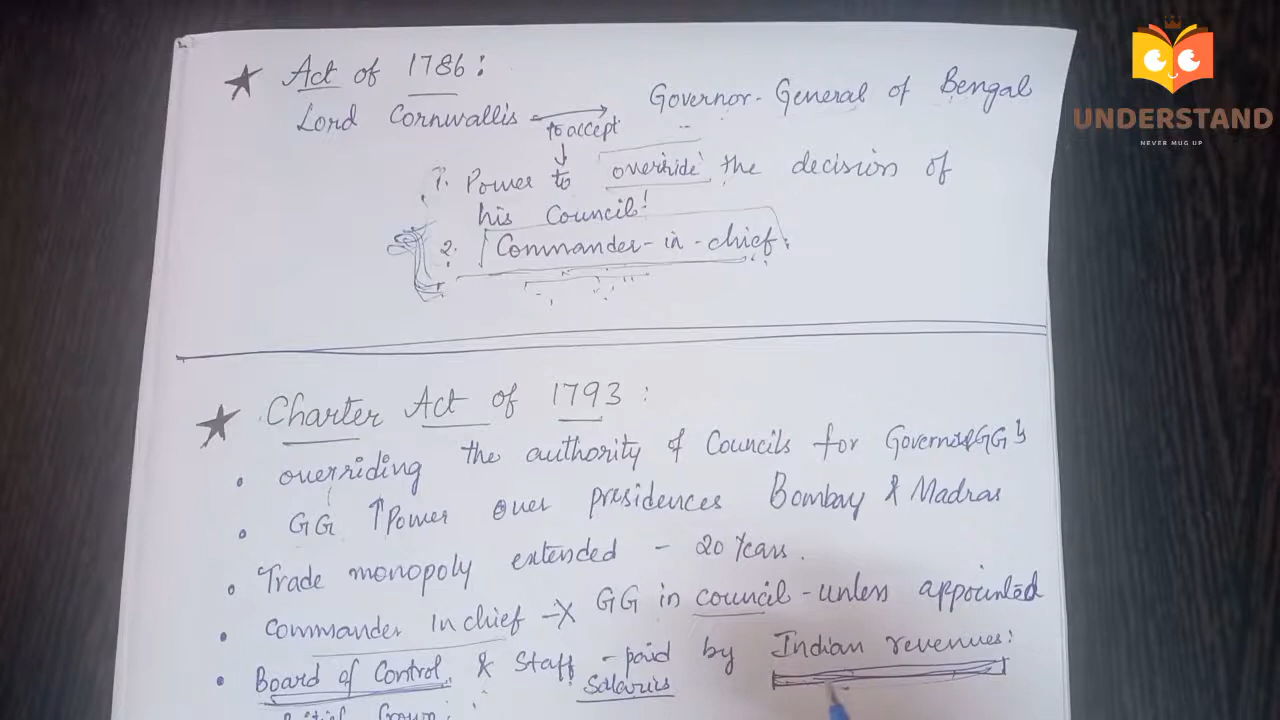 ★ Act of 1786:
Lord Cornwallis → Governor-General of Bengal
to accept
↓
1. Power to override the decision of
his Council!
2. Commander-in-chief.
★ Charter Act of 1793:
• overriding the authority of Councils for
• GG ↑Power over presidences Bombay & Madras
• Trade monopoly extended - 20 Years.
• Commander In chief -X GG in council - unless appointed
• Board of Control & Staff - paid by Indian revenues:
Salaries
UNDERSTAND
NEVER MUG UP